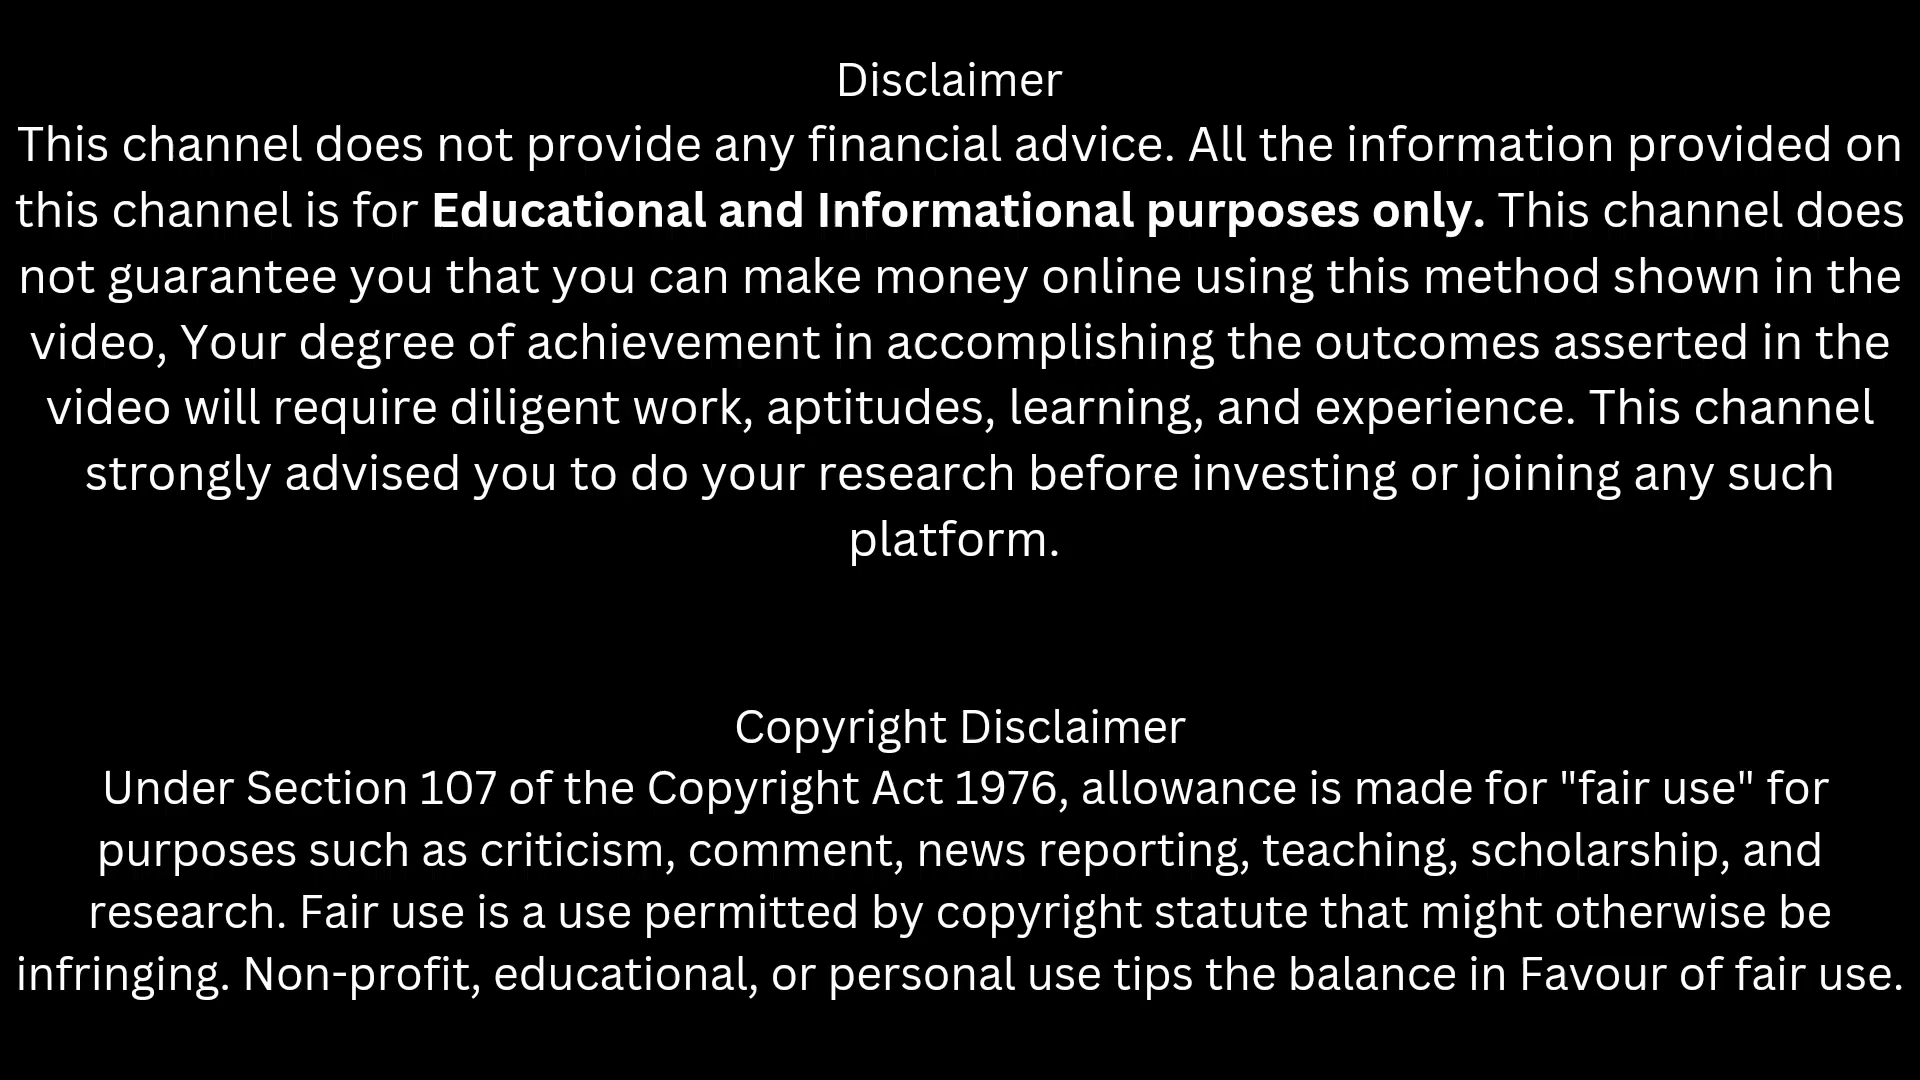 Disclaimer
This channel does not provide any financial advice. All the information provided on
this channel is for Educational and Informational purposes only. This channel does
not guarantee you that you can make money online using this method shown in the
video, Your degree of achievement in accomplishing the outcomes asserted in the
video will require diligent work, aptitudes, learning, and experience. This channel
strongly advised you to do your research before investing or joining any such
platform.
Copyright Disclaimer
Under Section 107 of the Copyright Act 1976, allowance is made for "fair use" for
purposes such as criticism, comment, news reporting, teaching, scholarship, and
research. Fair use is a use permitted by copyright statute that might otherwise be
infringing. Non-profit, educational, or personal use tips the balance in Favour of fair use.